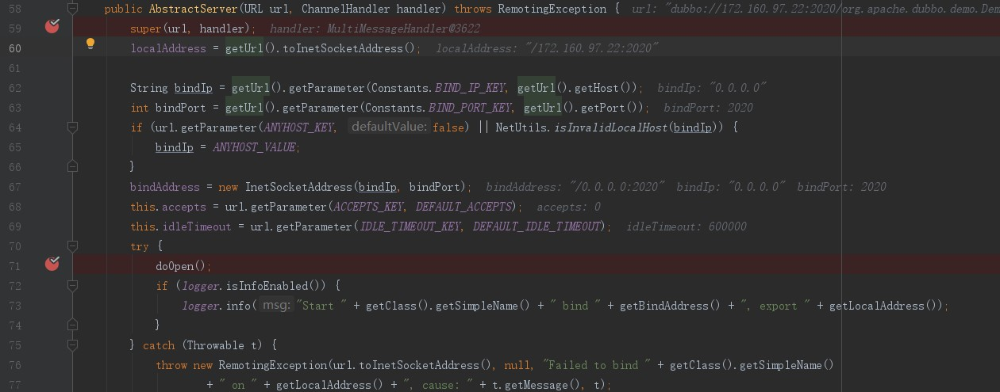 58 public AbstractServer(URL url, ChannelHandler handler) throws RemotingException { url: "dubbo://172.160.97.22:2020/org.apache.dubbo.demo.Dem
59 super(url, handler); handler: MultiMessageHandler@3622
60 localAddress = getUrl().toInetSocketAddress(); localAddress: "/172.160.97.22:2020"
61
62 String bindIp = getUrl().getParameter(Constants.BIND_IP_KEY, getUrl().getHost()); bindIp: "0.0.0.0"
63 int bindPort = getUrl().getParameter(Constants.BIND_PORT_KEY, getUrl().getPort()); bindPort: 2020
64 if (url.getParameter(ANYHOST_KEY, defaultValue: false) || NetUtils.isInvalidLocalHost(bindIp)) {
65 bindIp = ANYHOST_VALUE;
66 }
67 bindAddress = new InetSocketAddress(bindIp, bindPort); bindAddress: "/0.0.0.0:2020" bindIp: "0.0.0.0" bindPort: 2020
68 this.accepts = url.getParameter(ACCEPTS_KEY, DEFAULT_ACCEPTS); accepts: 0
69 this.idleTimeout = url.getParameter(IDLE_TIMEOUT_KEY, DEFAULT_IDLE_TIMEOUT); idleTimeout: 600000
70 try {
71 doOpen();
72 if (logger.isInfoEnabled()) {
73 logger.info( msg: "Start " + getClass().getSimpleName() + " bind " + getBindAddress() + ", export " + getLocalAddress());
74 }
75 } catch (Throwable t) {
76 throw new RemotingException(url.toInetSocketAddress(), null, "Failed to bind " + getClass().getSimpleName()
77 + " on " + getLocalAddress() + ", cause: " + t.getMessage(), t);